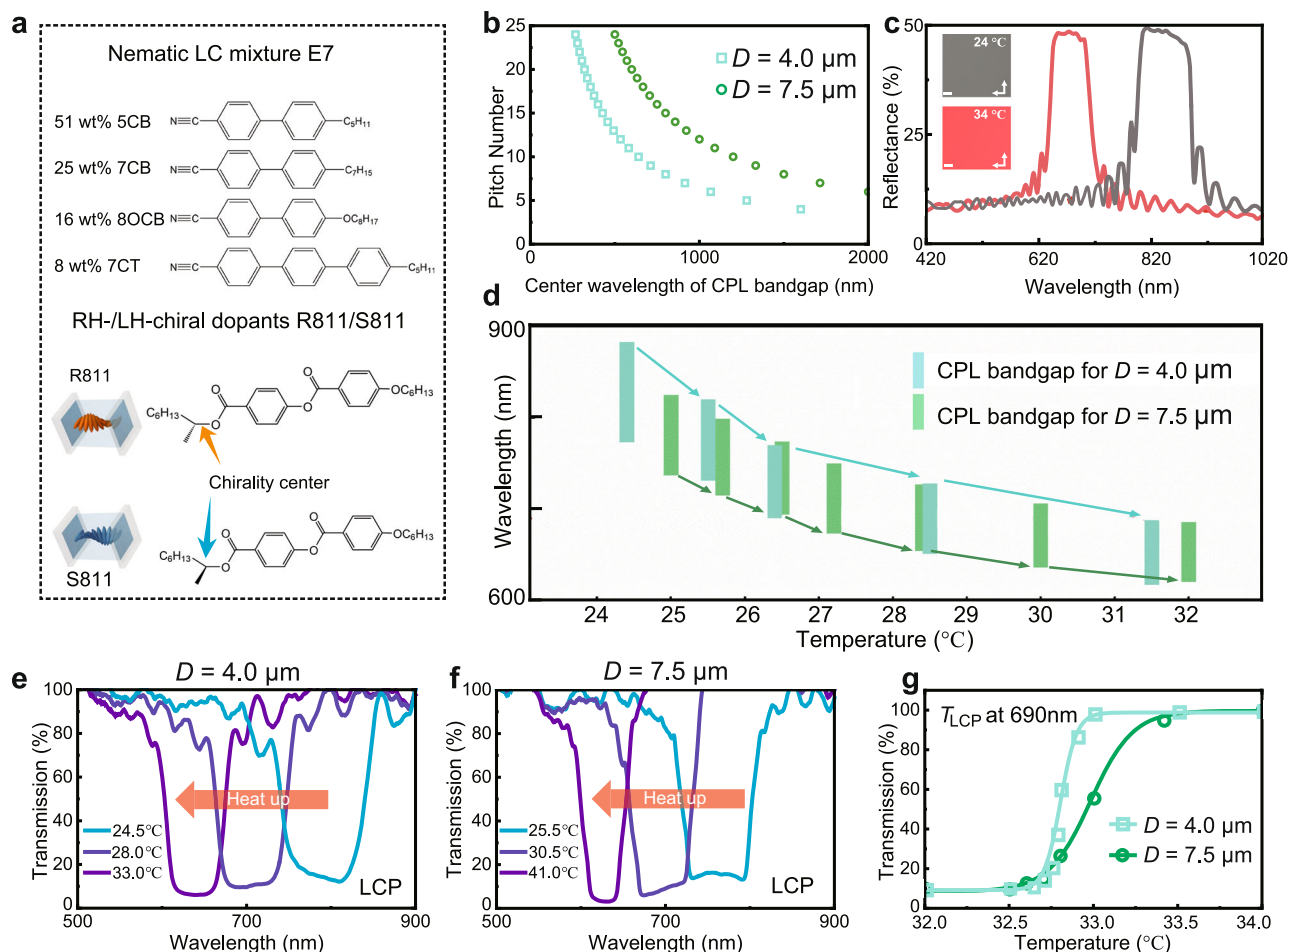 a
Nematic LC mixture E7
51 wt% 5CB
N
C5H11
25 wt% 7CB
N
C7H15
16 wt% 8OCB
N
OC8H17
8 wt% 7CT
N
C5H11
RH-/LH-chiral dopants R811/S811
R811
C6H13
O
O
O
O
OC6H13
Chirality center
S811
C6H13
O
O
O
O
OC6H13
b
Pitch Number
25
20
15
10
5
0
D = 4.0 µm
D = 7.5 µm
0
1000
2000
Center wavelength of CPL bandgap (nm)
c
Reflectance (%)
50
25
0
24 °C
34 °C
420
620
820
1020
Wavelength (nm)
d
Wavelength (nm)
900
600
CPL bandgap for D = 4.0 µm
CPL bandgap for D = 7.5 µm
24
25
26
27
28
29
30
31
32
Temperature (°C)
e
D = 4.0 µm
Transmission (%)
100
80
60
40
20
0
Heat up
24.5°C
28.0°C
33.0°C
LCP
500
700
900
Wavelength (nm)
f
D = 7.5 µm
Transmission (%)
100
80
60
40
20
0
Heat up
25.5°C
30.5°C
41.0°C
LCP
500
700
900
Wavelength (nm)
g
Transmission (%)
100
80
60
40
20
0
TLCP at 690nm
D = 4.0 µm
D = 7.5 µm
32.0
32.5
33.0
33.5
34.0
Temperature (°C)